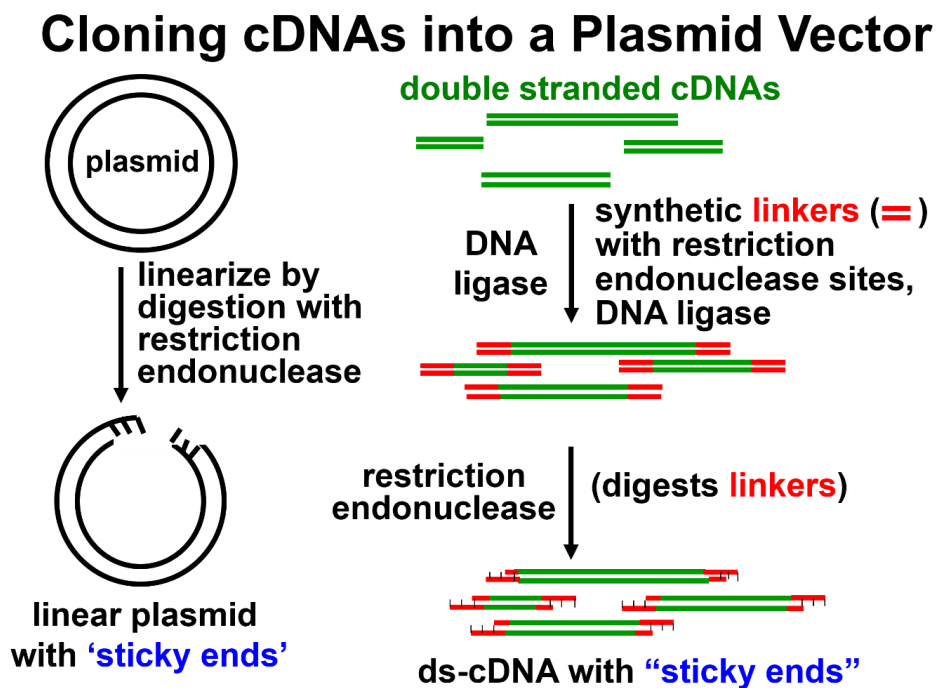 Cloning cDNAs into a Plasmid Vector
plasmid
linearize by
digestion with
restriction
endonuclease
linear plasmid
with ‘sticky ends’
double stranded cDNAs
DNA
ligase
synthetic linkers (=)
with restriction
endonuclease sites,
DNA ligase
restriction
endonuclease
(digests linkers)
ds-cDNA with “sticky ends”